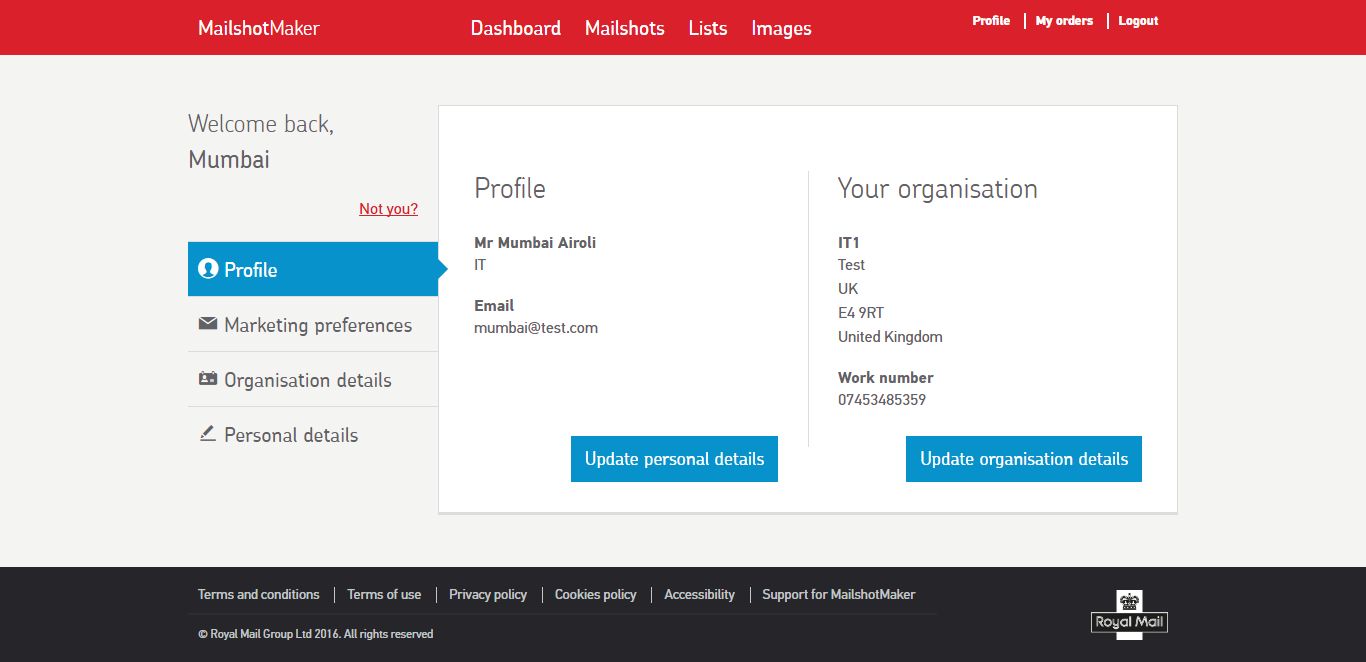 MailshotMaker
Dashboard Mailshots Lists Images
Profile My orders Logout
Welcome back,
Mumbai
Not you?
Profile
Marketing preferences
Organisation details
Personal details
Profile
Mr Mumbai Airoli
IT
Email
mumbai@test.com
Update personal details
Your organisation
IT1
Test
UK
E4 9RT
United Kingdom
Work number
07453485359
Update organisation details
Terms and conditions Terms of use Privacy policy Cookies policy Accessibility Support for MailshotMaker
© Royal Mail Group Ltd 2016. All rights reserved
Royal Mail